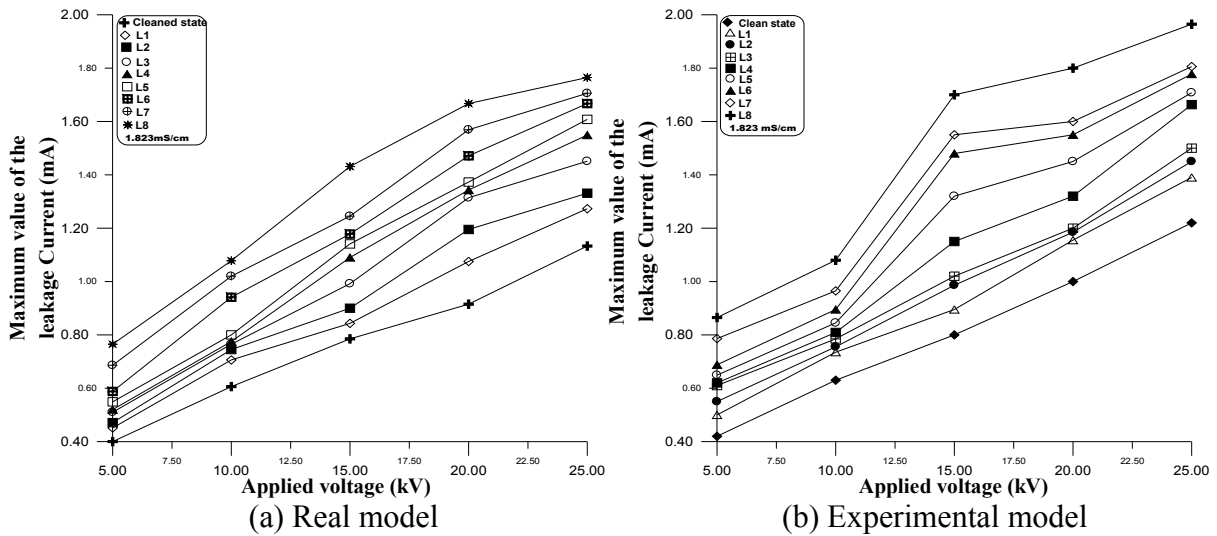 Maximum value of the
leakage Current (mA)
2.00
1.80
1.60
1.40
1.20
1.00
0.80
0.60
0.40
Cleaned state
L1
L2
L3
L4
L5
L6
L7
L8
1.823mS/cm
5.00
7.50
10.00
12.50
15.00
17.50
20.00
22.50
25.00
Applied voltage (kV)
(a) Real model
Maximum value of the
leakage Current (mA)
2.00
1.80
1.60
1.40
1.20
1.00
0.80
0.60
0.40
Clean state
L1
L2
L3
L4
L5
L6
L7
L8
1.823 mS/cm
5.00
7.50
10.00
12.50
15.00
17.50
20.00
22.50
25.00
Applied voltage (kV)
(b) Experimental model